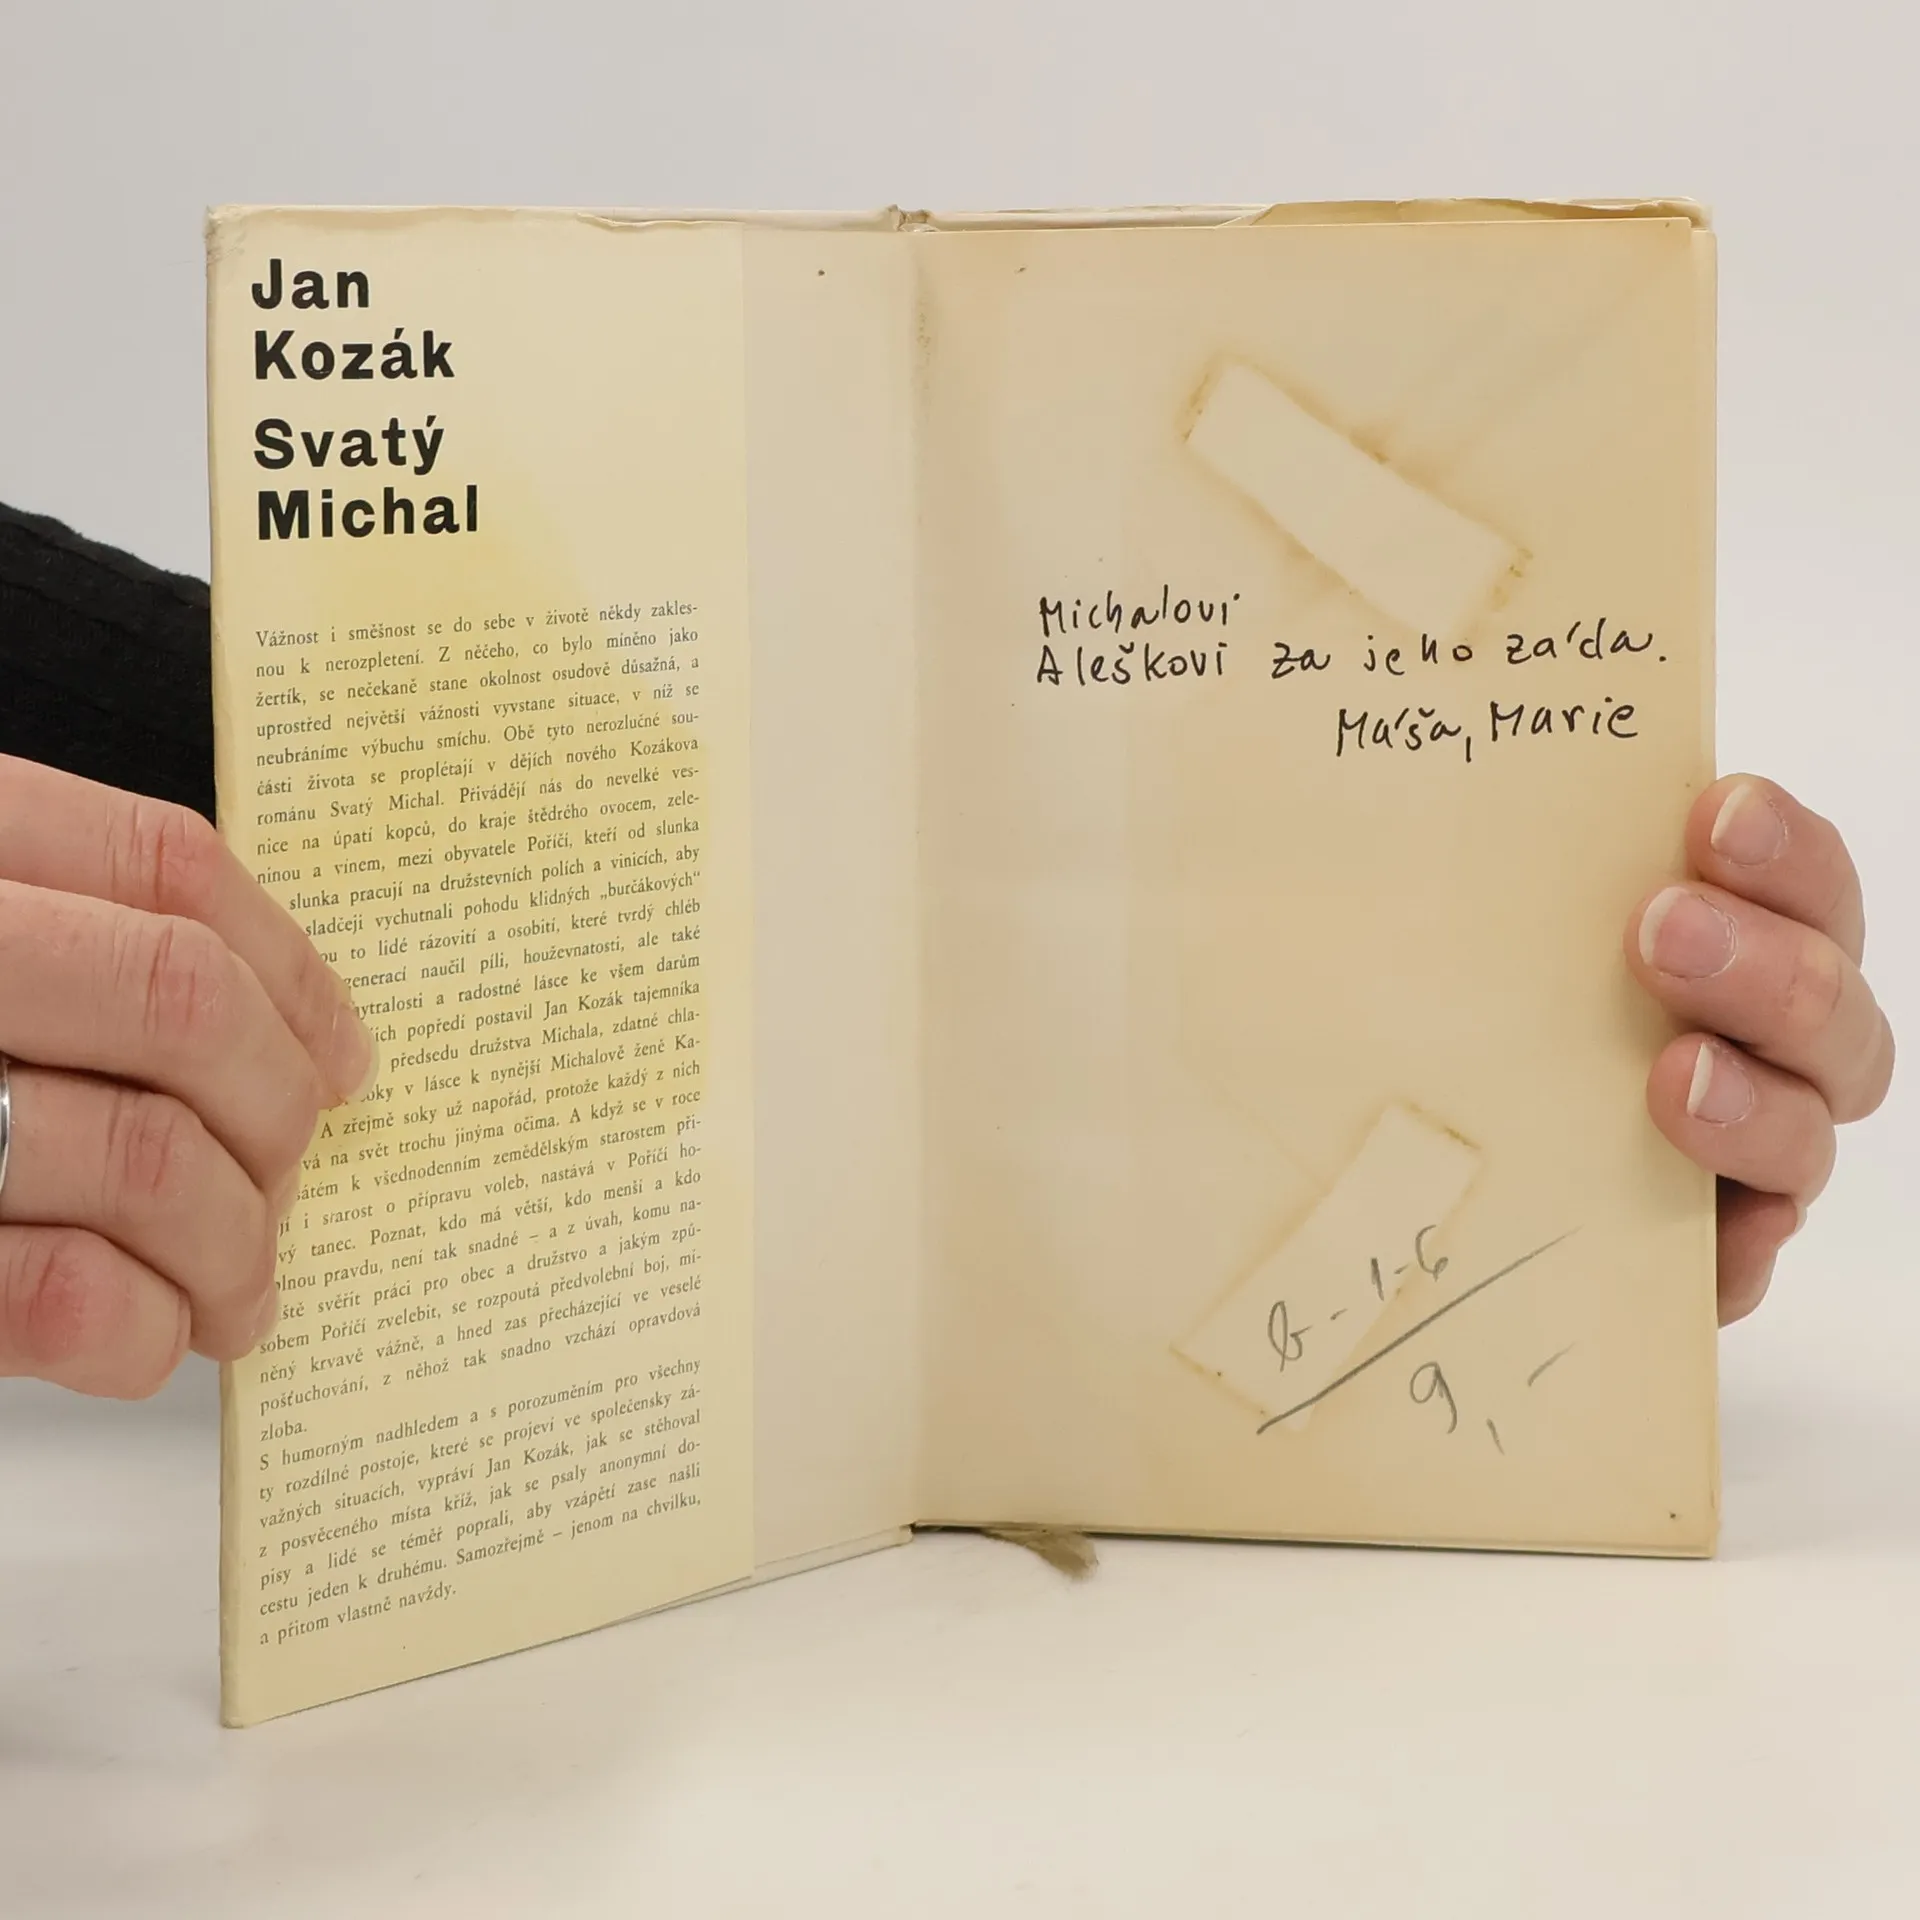 Jan
Kozák
Svatý
Michal
Vážnost i směšnost se do sebe v životě někdy zakles-
nou k nerozpletení. Z něčeho, co bylo míněno jako
žertík, se nečekaně stane okolnost osudově důsažná, a
uprostřed největší vážnosti vyvstane situace, v níž se
neubráníme výbuchu smíchu. Obě tyto nerozlučné sou-
části života se proplétají v dějích nového Kozákova
románu Svatý Michal. Přivádějí nás do nevelké ves-
nice na úpatí kopců, do kraje štědrého ovocem, zele-
ninou a vínem, mezi obyvatele Poříčí, kteří od slunka
slunka pracují na družstevních polích a vinicích, aby
sladčeji vychutnali pohodu klidných „burčákových“
to lidé rázovití a osobití, které tvrdý chléb
generací naučil píli, houževnatosti, ale také
a radostné lásce ke všem darům
popředí postavil Jan Kozák tajemníka
předsedu družstva Michala, zdatné chla-
v lásce k nynější Michalově ženě Ka-
A zřejmě soky už napořád, protože každý z nich
na svět trochu jinýma očima. A když se v roce
k všednodenním zemědělským starostem při-
i starost o přípravu voleb, nastává v Poříčí ho-
tanec. Poznat, kdo má větší, kdo menší a kdo
pravdu, není tak snadné – a z úvah, komu na-
svěřit práci pro obec a družstvo a jakým způ-
sobem Poříčí zvelebit, se rozpoutá předvolební boj, mí-
něný krvavě vážně, a hned zas přecházející ve veselé
pošťuchování, z něhož tak snadno vzchází opravdová
zloba.
S humorným nadhledem a s porozuměním pro všechny
ty rozdílné postoje, které se projeví ve společensky zá-
važných situacích, vypráví Jan Kozák, jak se stěhoval
z posvěceného místa kříž, jak se psaly anonymní do-
pisy a lidé se téměř poprali, aby vzápětí zase našli
cestu jeden k druhému. Samozřejmě – jenom na chvilku,
a přitom vlastně navždy.
Michalovi
Aleškovi za jeho záda.
Máša, Marie
b-1-6
9,-